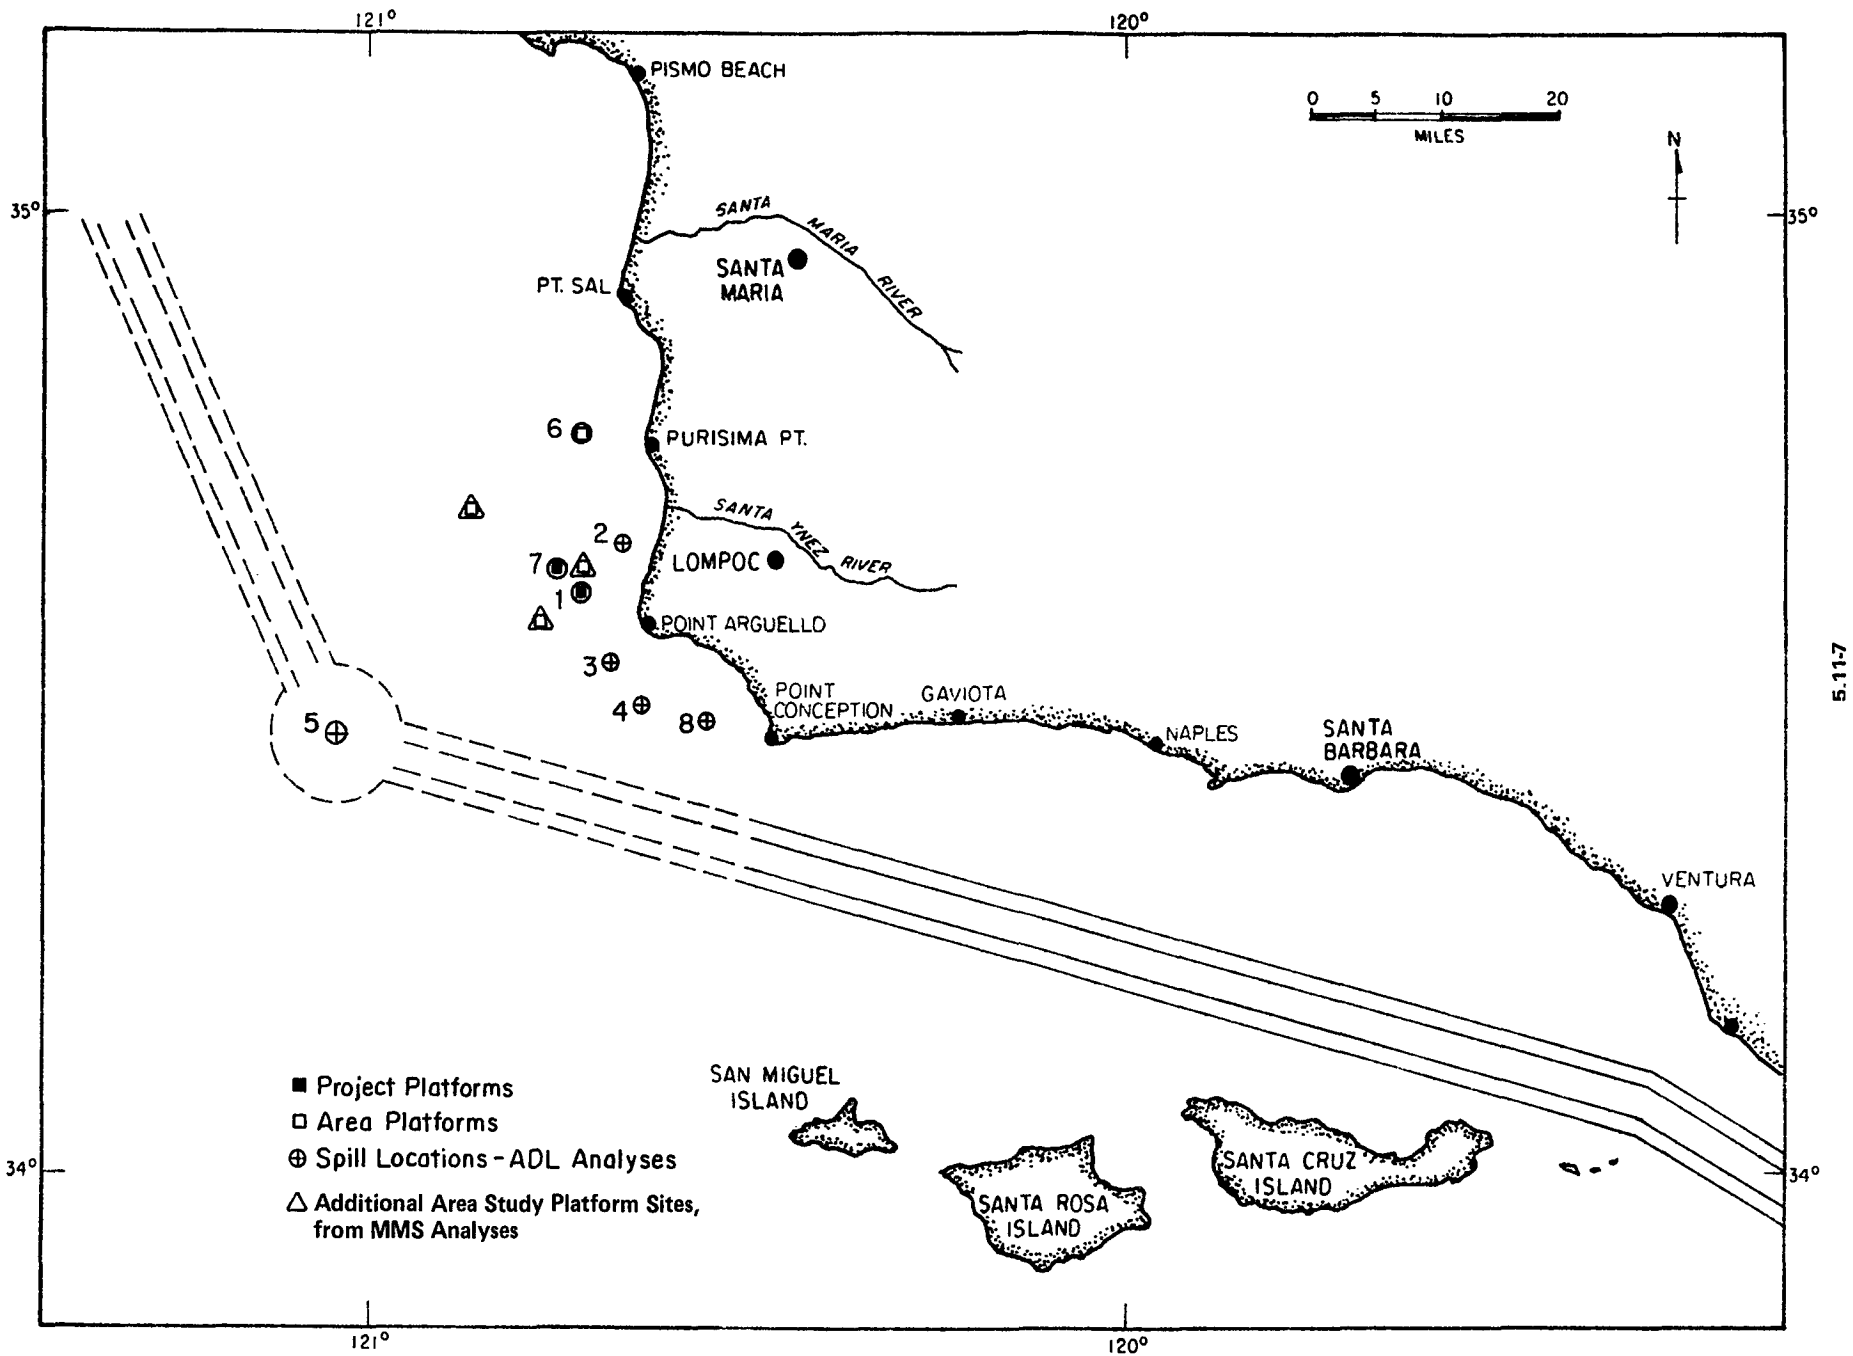 121°
120°
PISMO BEACH
0 5 10 20
MILES
N
35°
35°
SANTA MARIA RIVER
SANTA
MARIA
PT. SAL
6
PURISIMA PT.
SANTA YNEZ RIVER
2
7
LOMPOC
1
POINT ARGUELLO
3
5.11-7
POINT
CONCEPTION
GAVIOTA
4
8
5
NAPLES
SANTA
BARBARA
VENTURA
SAN MIGUEL
ISLAND
■ Project Platforms
□ Area Platforms
⊕ Spill Locations - ADL Analyses
△ Additional Area Study Platform Sites,
from MMS Analyses
34°
34°
SANTA CRUZ
ISLAND
SANTA ROSA
ISLAND
121°
120°